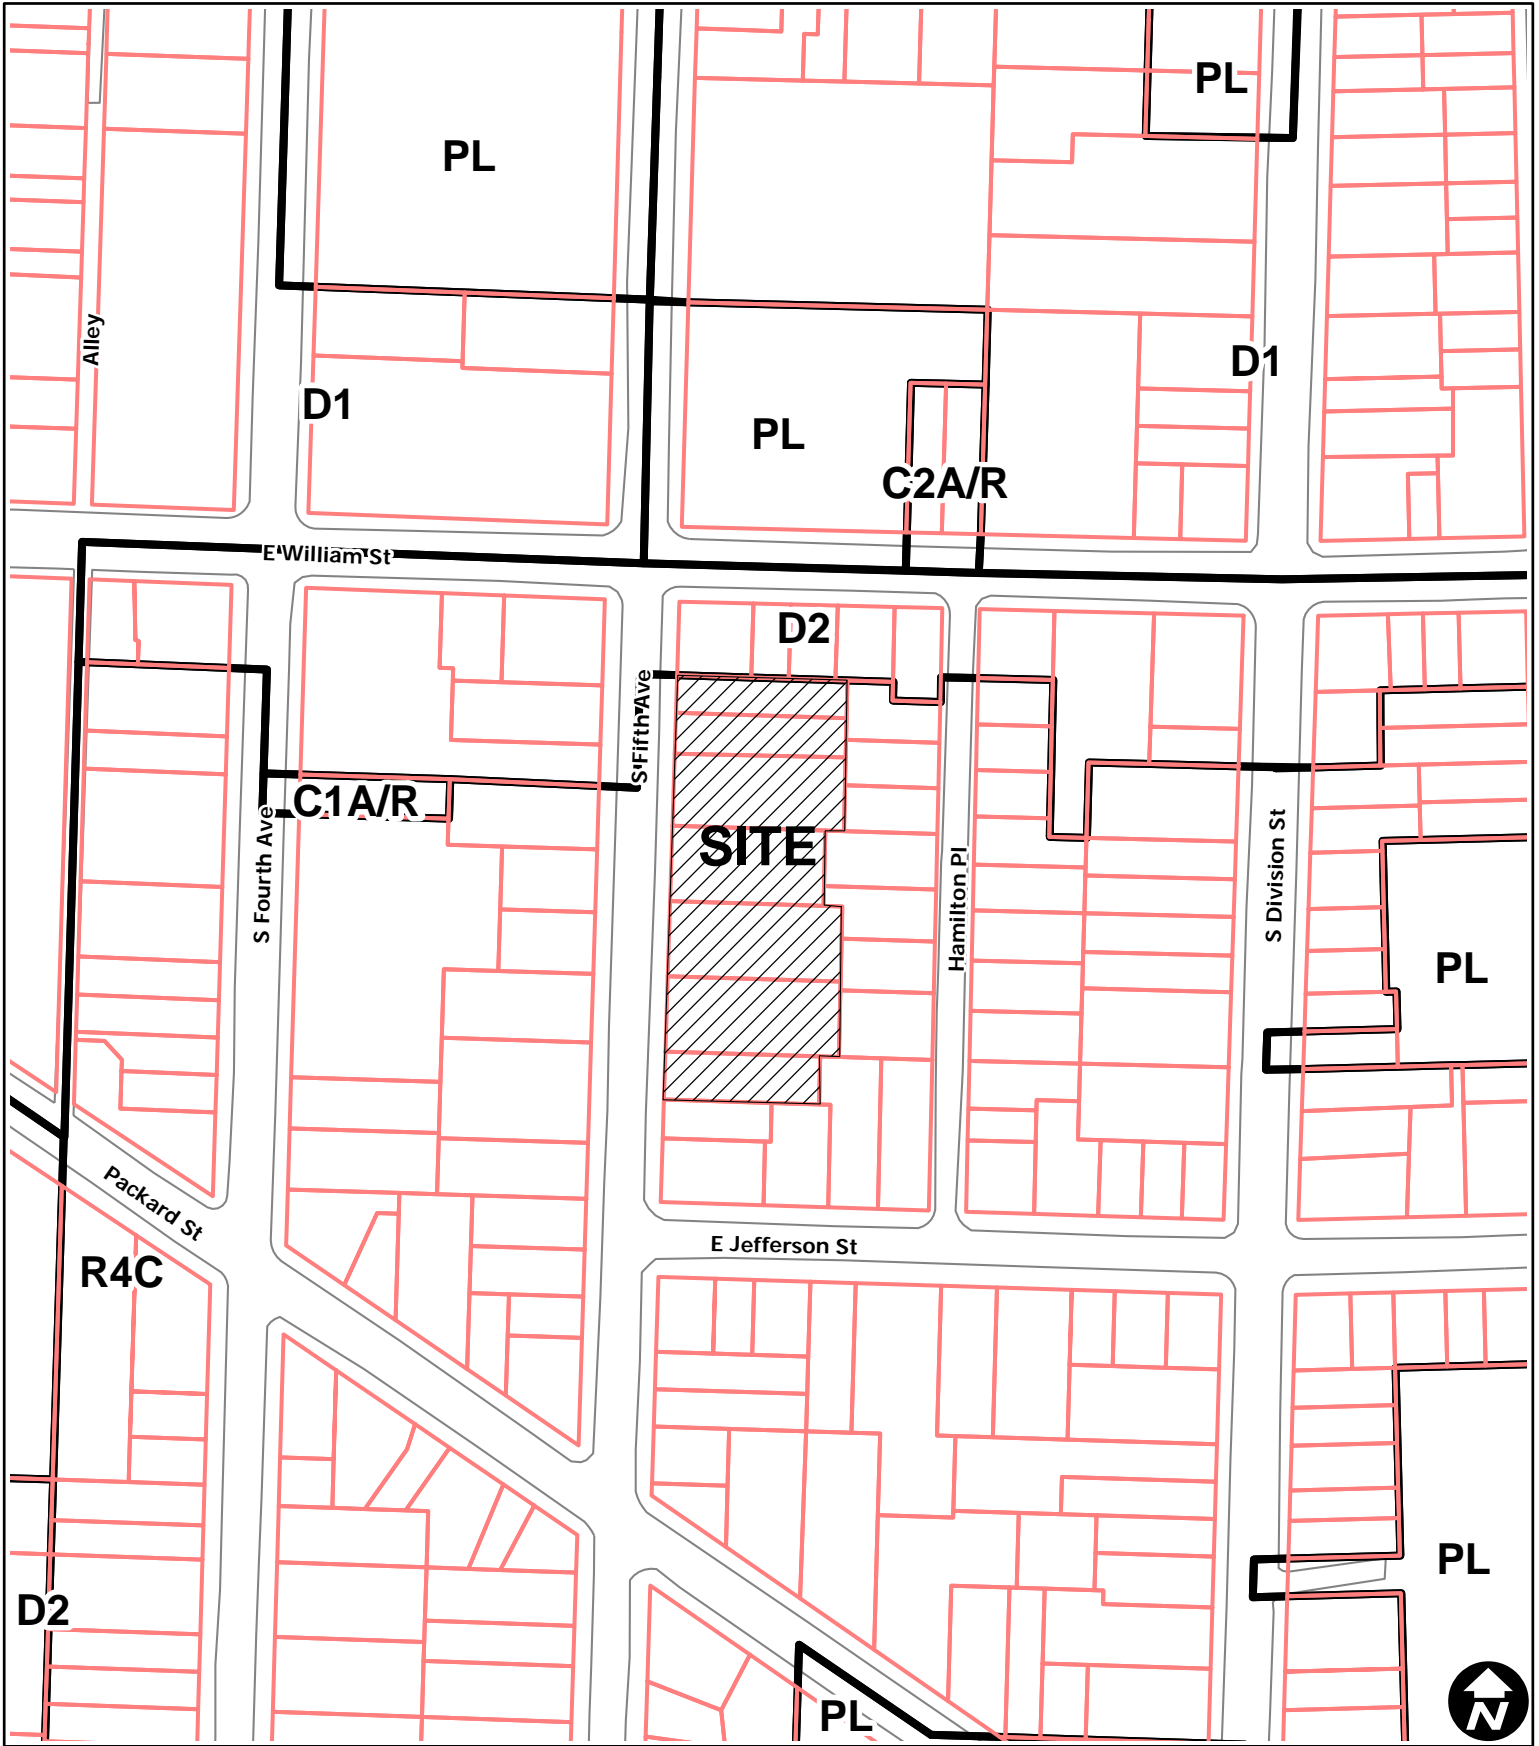 PL
PL
Alley
D1
D1
PL
C2A/R
E William St
D2
S Fifth Ave
C1A/R
SITE
S Fourth Ave
Hamilton Pl
S Division St
PL
Packard St
E Jefferson St
R4C
PL
D2
PL
N